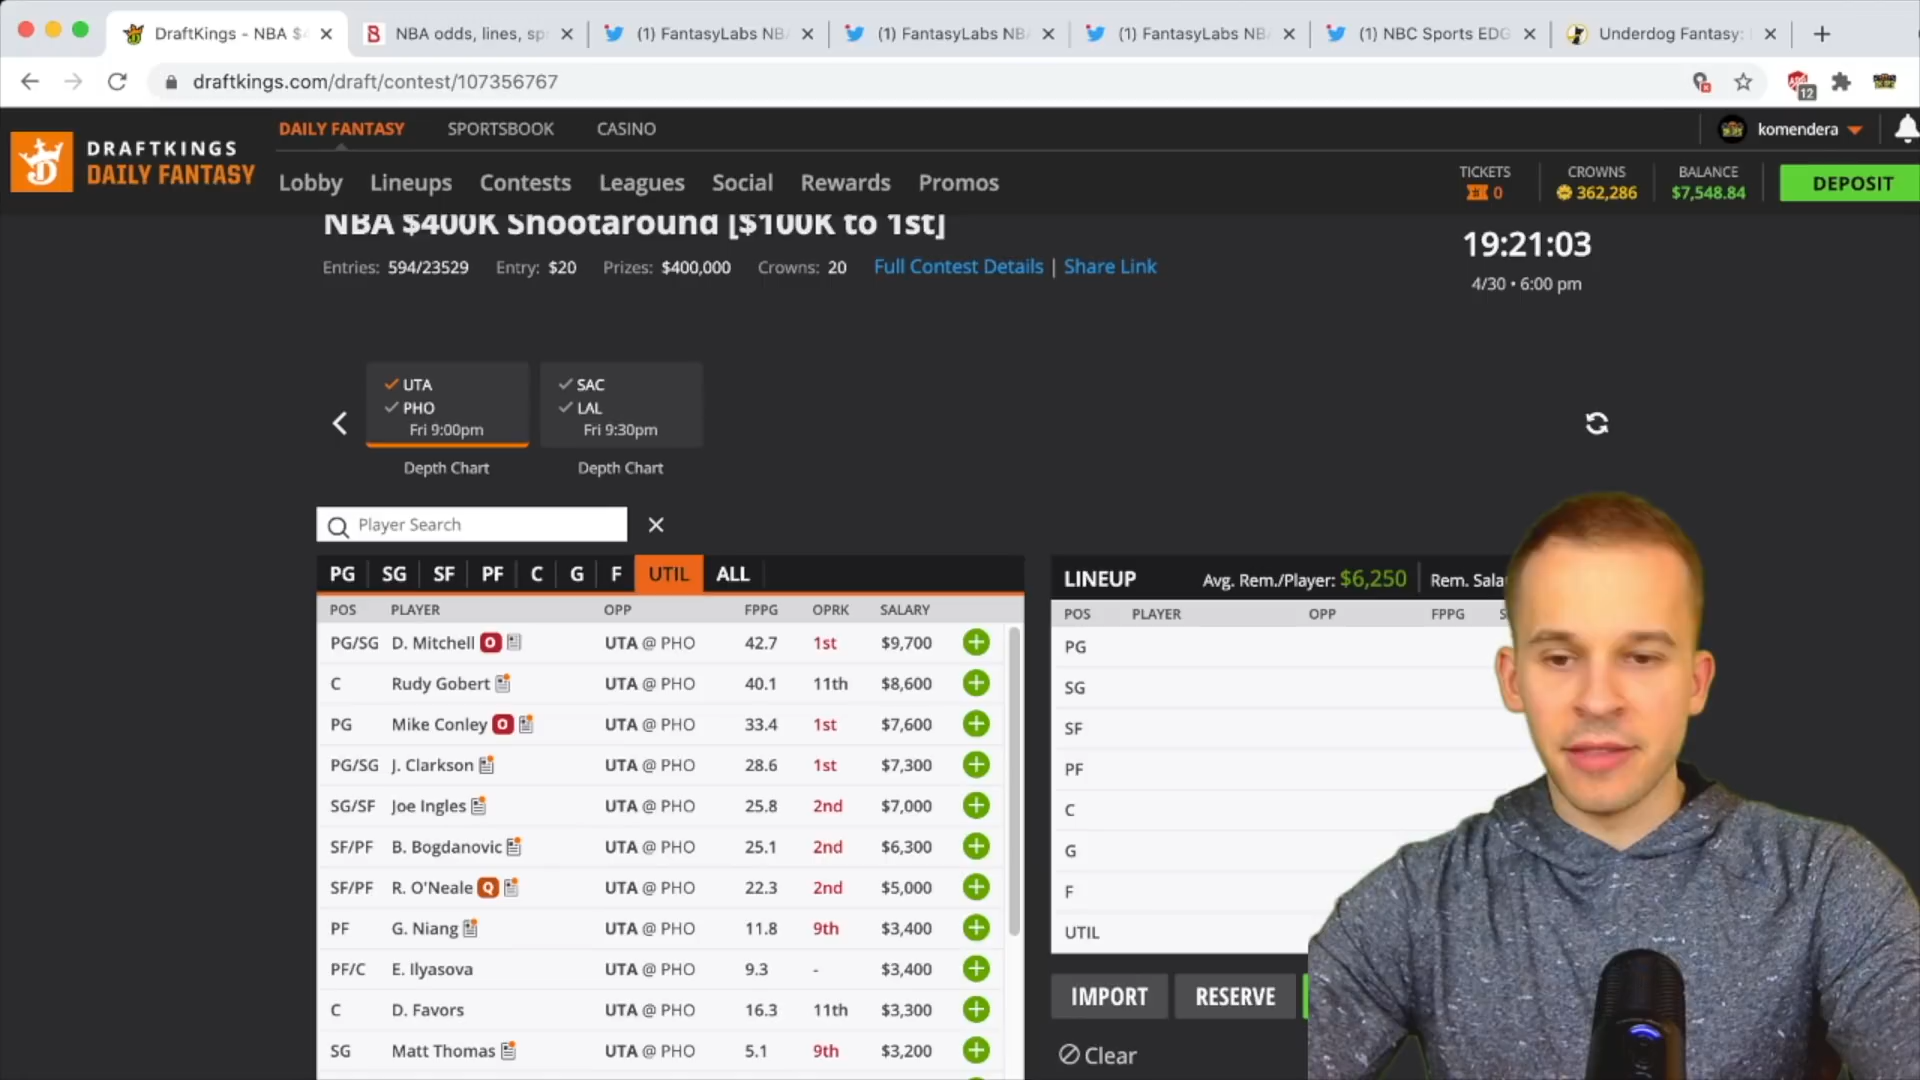 DraftKings - NBA $4
NBA odds, lines, sp
(1) FantasyLabs NB
(1) FantasyLabs NB
(1) FantasyLabs NB
(1) NBC Sports EDG
Underdog Fantasy:
draftkings.com/draft/contest/107356767
12
DAILY FANTASY SPORTSBOOK CASINO
komendera
DRAFTKINGS
DAILY FANTASY
Lobby Lineups Contests Leagues Social Rewards Promos
TICKETS
0
CROWNS
362,286
BALANCE
$7,548.84
DEPOSIT
NBA $400K Shootaround [$100K to 1st]
Entries: 594/23529 Entry: $20 Prizes: $400,000 Crowns: 20 Full Contest Details | Share Link
19:21:03
4/30 • 6:00 pm
UTA
PHO
Fri 9:00pm
Depth Chart
SAC
LAL
Fri 9:30pm
Depth Chart
Player Search
PG SG SF PF C G F UTIL ALL
POS PLAYER OPP FPPG OPRK SALARY
PG/SG D. Mitchell O UTA @ PHO 42.7 1st $9,700
C Rudy Gobert UTA @ PHO 40.1 11th $8,600
PG Mike Conley O UTA @ PHO 33.4 1st $7,600
PG/SG J. Clarkson UTA @ PHO 28.6 1st $7,300
SG/SF Joe Ingles UTA @ PHO 25.8 2nd $7,000
SF/PF B. Bogdanovic UTA @ PHO 25.1 2nd $6,300
SF/PF R. O'Neale Q UTA @ PHO 22.3 2nd $5,000
PF G. Niang UTA @ PHO 11.8 9th $3,400
PF/C E. Ilyasova UTA @ PHO 9.3 - $3,400
C D. Favors UTA @ PHO 16.3 11th $3,300
SG Matt Thomas UTA @ PHO 5.1 9th $3,200
LINEUP Avg. Rem./Player: $6,250 Rem. Sala
POS PLAYER OPP FPPG S
PG
SG
SF
PF
C
G
F
UTIL
IMPORT RESERVE
Clear